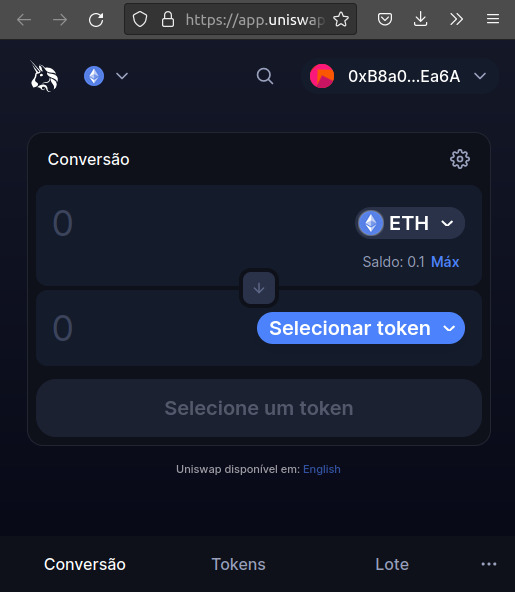 https://app.uniswap
0xB8a0...Ea6A
Conversão
0
ETH
Saldo: 0.1 Máx
0
Selecionar token
Selecione um token
Uniswap disponível em: English
Conversão Tokens Lote